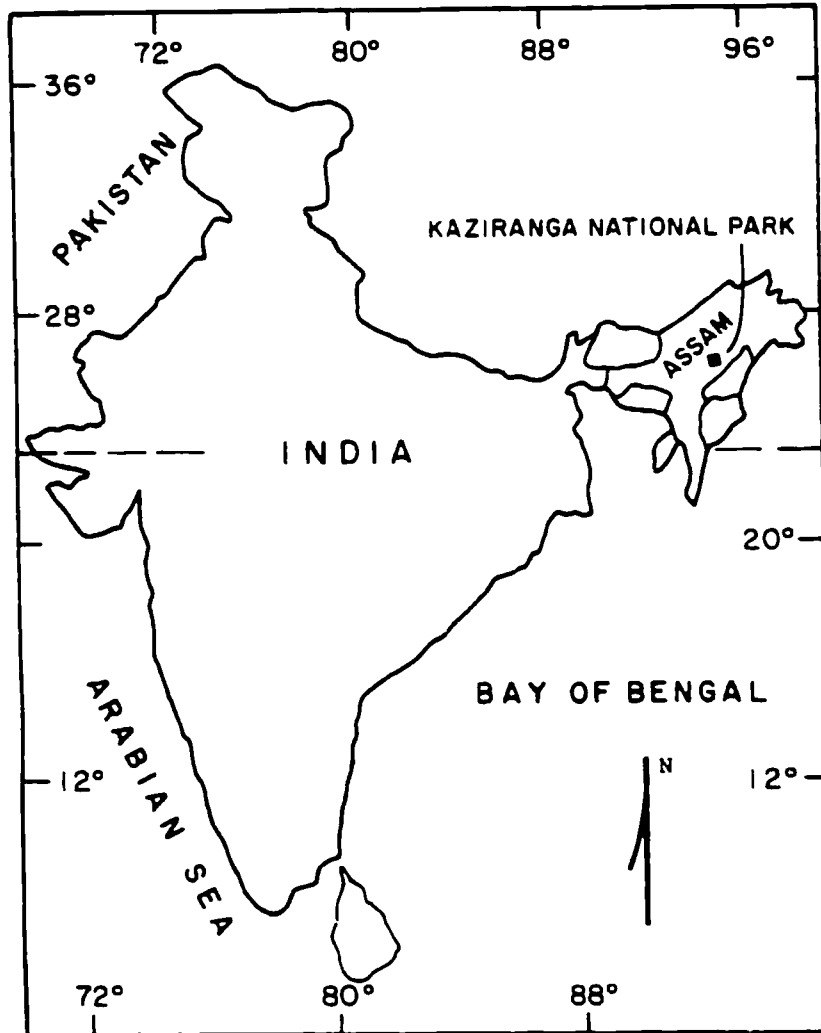 72° 80° 88° 96°
36°
PAKISTAN
KAZIRANGA NATIONAL PARK
28°
ASSAM
INDIA
20°
BAY OF BENGAL
ARABIAN SEA
N
12° 12°
72° 80° 88°